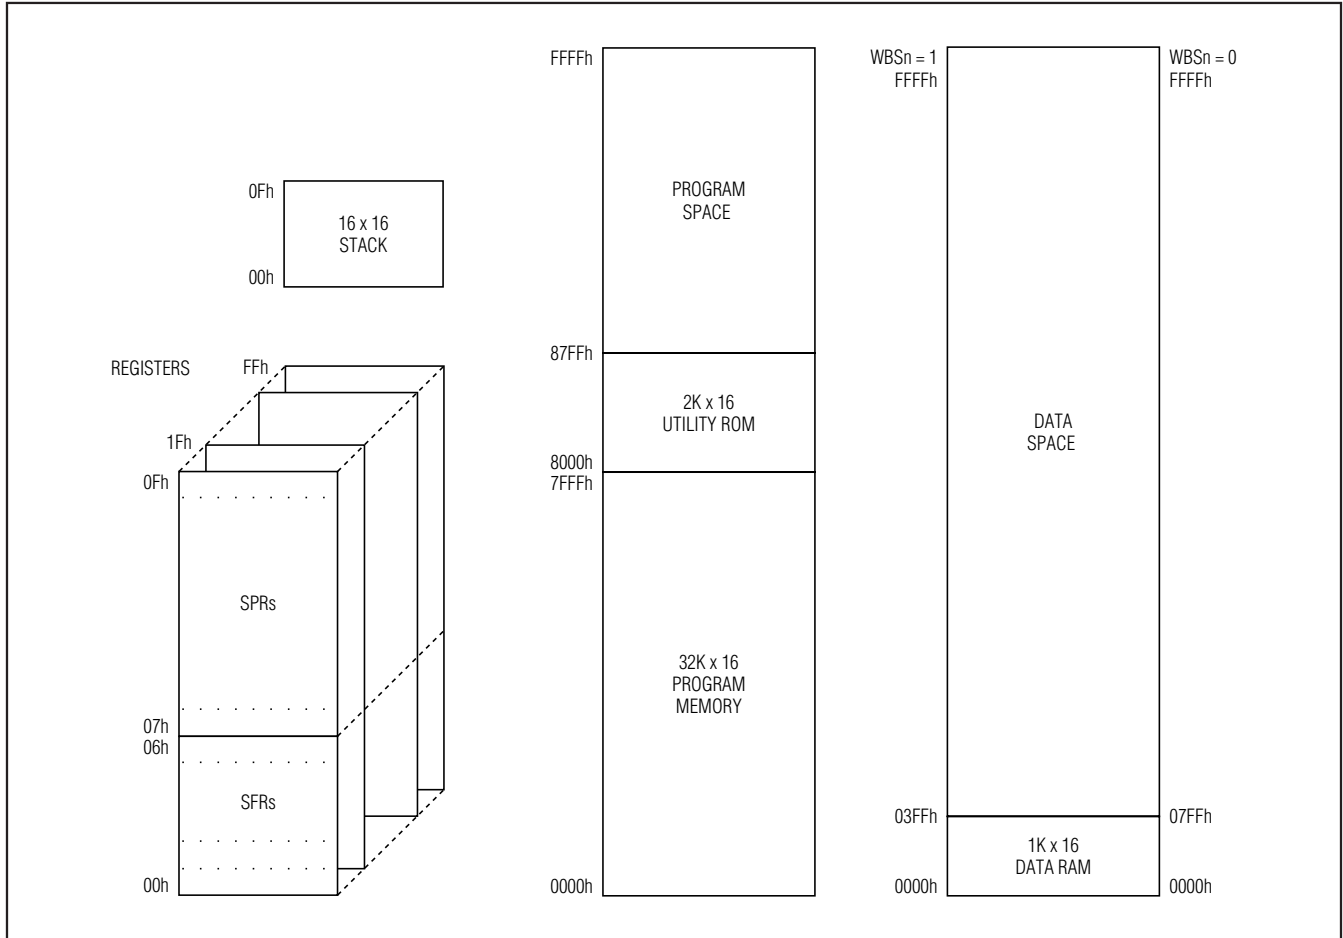 0Fh
16 x 16
STACK
00h
REGISTERS
FFh
1Fh
0Fh
SPRs
07h
06h
SFRs
00h
FFFFh
PROGRAM
SPACE
87FFh
2K x 16
UTILITY ROM
8000h
7FFFh
32K x 16
PROGRAM
MEMORY
0000h
WBSn = 1
FFFFh
WBSn = 0
FFFFh
DATA
SPACE
03FFh
07FFh
1K x 16
DATA RAM
0000h
0000h